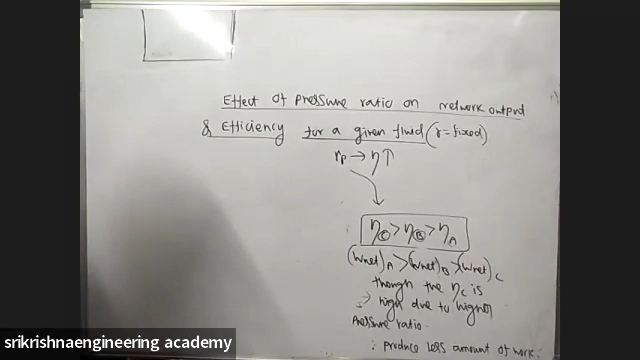 Effect of Pressure ratio on network output
& Efficiency for a given fluid (γ = fixed)
rp → η↑
ηC > ηB > ηA
(Wnet)A > (Wnet)B > (Wnet)C
though the ηC is
→ high due to higher
Pressure ratio.
∴ produce less amount of work.
srikrishnaengineering academy